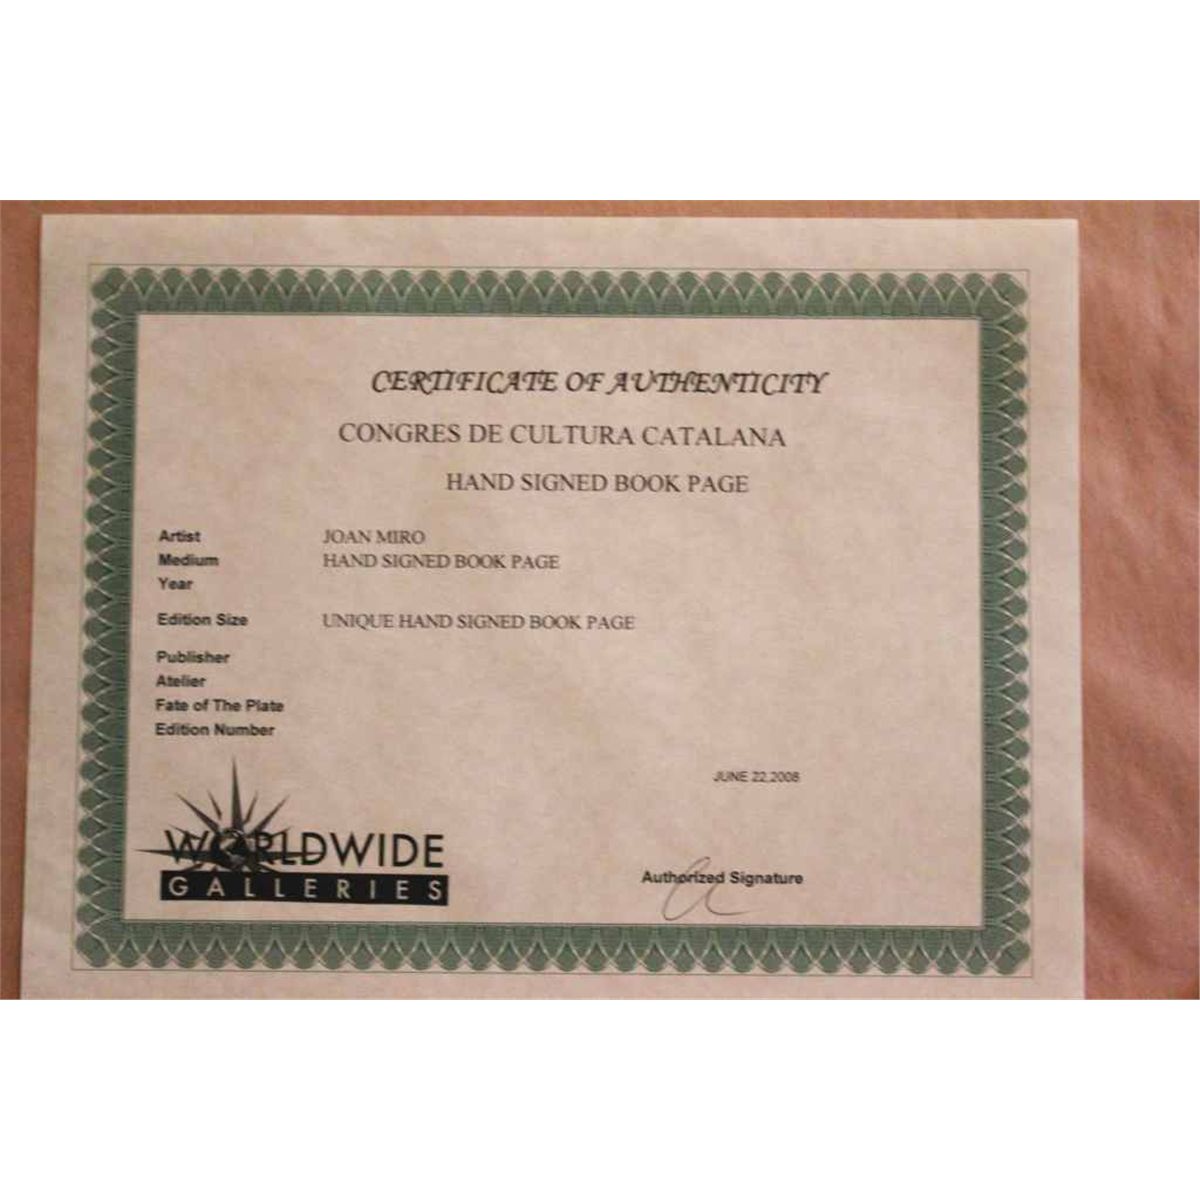 CERTIFICATE OF AUTHENTICITY
CONGRES DE CULTURA CATALANA
HAND SIGNED BOOK PAGE
Artist JOAN MIRO
Medium HAND SIGNED BOOK PAGE
Year
Edition Size UNIQUE HAND SIGNED BOOK PAGE
Publisher
Atelier
Fate of The Plate
Edition Number
JUNE 22,2008
WORLDWIDE
GALLERIES
Authorized Signature